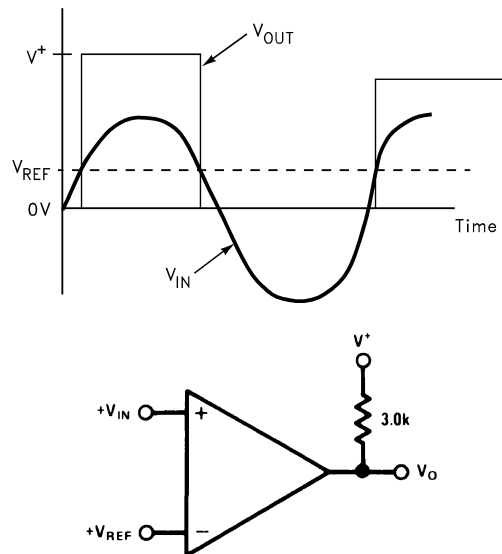 V+
VOUT
VREF
0V
Time
VIN
V+
+VIN
+
3.0k
VO
+VREF
−